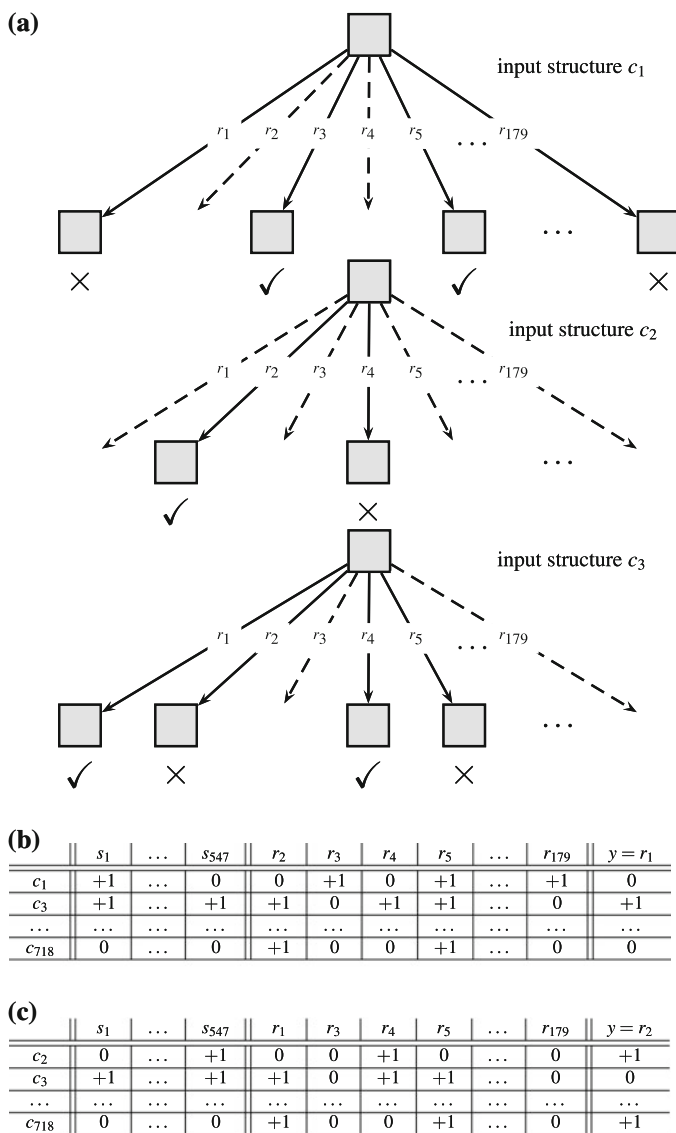 (a)
input structure c₁
r₁ r₂ r₃ r₄ r₅ ... r₁₇₉
...
× ✓ ✓ ×
input structure c₂
r₁ r₂ r₃ r₄ r₅ ... r₁₇₉
...
✓ ×
input structure c₃
r₁ r₂ r₃ r₄ r₅ ... r₁₇₉
...
✓ × ✓ ×
(b)
s₁ ... s₅₄₇ r₂ r₃ r₄ r₅ ... r₁₇₉ y = r₁
c₁ +1 ... 0 0 +1 0 +1 ... +1 0
c₃ +1 ... +1 +1 0 +1 +1 ... 0 +1
... ... ... ... ... ... ... ... ... ... ...
c₇₁₈ 0 ... 0 +1 0 0 +1 ... 0 0
(c)
s₁ ... s₅₄₇ r₁ r₃ r₄ r₅ ... r₁₇₉ y = r₂
c₂ 0 ... +1 0 0 +1 0 ... 0 +1
c₃ +1 ... +1 +1 0 +1 +1 ... 0 0
... ... ... ... ... ... ... ... ... ... ...
c₇₁₈ 0 ... 0 +1 0 0 +1 ... 0 +1